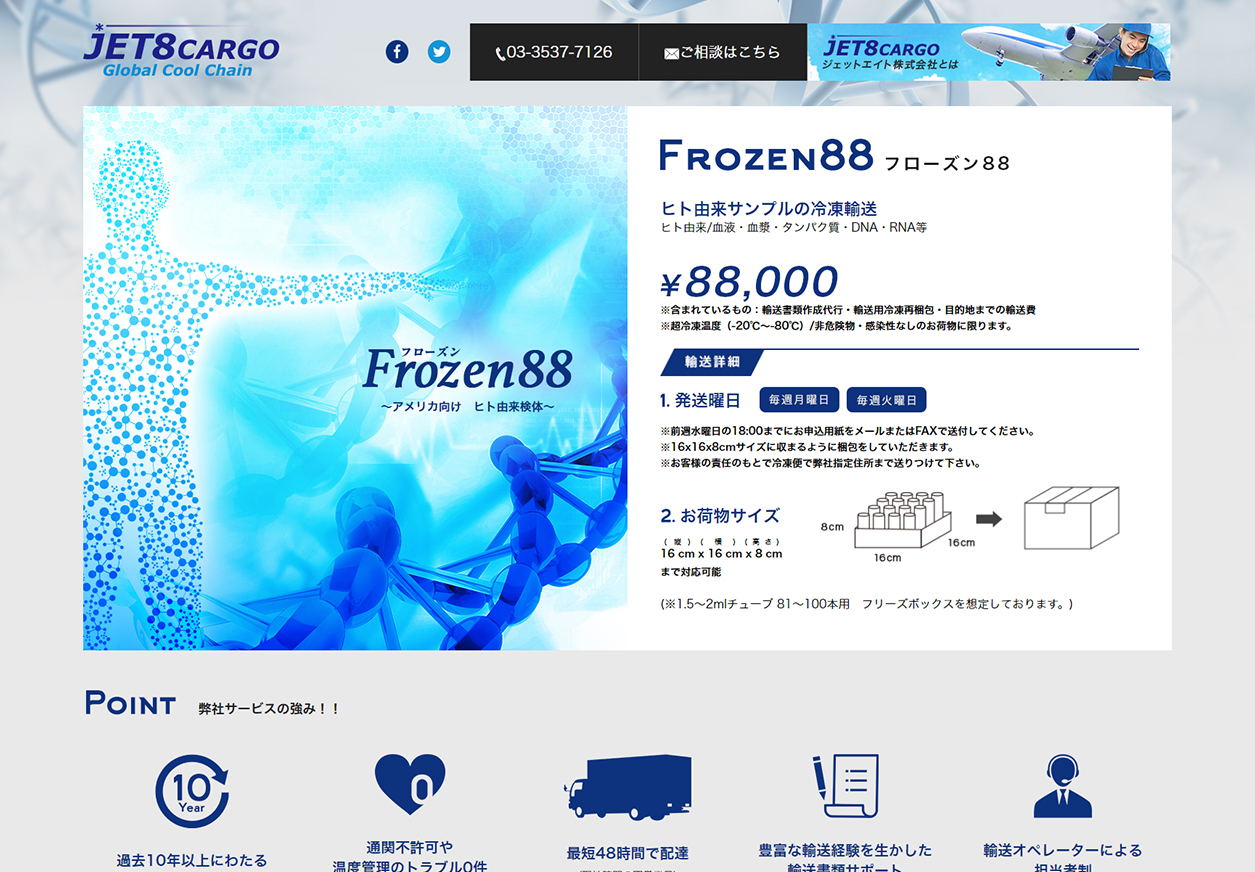 JET8CARGO
Global Cool Chain
03-3537-7126
ご相談はこちら
JET8CARGO
ジェットエイト株式会社とは
フローズン
Frozen88
〜アメリカ向け　ヒト由来検体〜
FROZEN88 フローズン88
ヒト由来サンプルの冷凍輸送
ヒト由来/血液・血漿・タンパク質・DNA・RNA等
¥88,000
※含まれているもの：輸送書類作成代行・輸送用冷凍再梱包・目的地までの輸送費
※超冷凍温度（-20℃〜-80℃）/非危険物・感染性なしのお荷物に限ります。
輸送詳細
1. 発送曜日 毎週月曜日 毎週火曜日
※前週水曜日の18:00までにお申込用紙をメールまたはFAXで送付してください。
※16x16x8cmサイズに収まるように梱包をしていただきます。
※お客様の責任のもとで冷凍便で弊社指定住所まで送りつけて下さい。
2. お荷物サイズ
（縦）（横）（高さ）
16 cm x 16 cm x 8 cm
まで対応可能
8cm
16cm
16cm
(※1.5〜2mlチューブ 81〜100本用　フリーズボックスを想定しております。)
POINT 弊社サービスの強み！！
10
Year
過去10年以上にわたる
0
通関不許可や
温度管理のトラブル0件
最短48時間で配達
豊富な輸送経験を生かした
輸送書類サポート
輸送オペレーターによる
担当者制